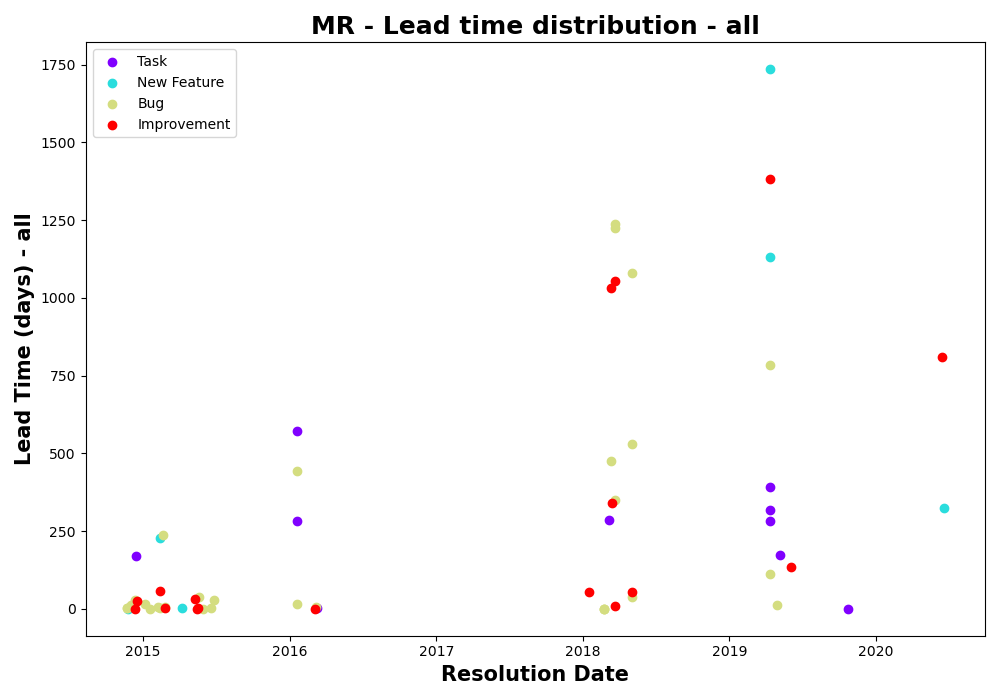 MR - Lead time distribution - all
Lead Time (days) - all
1750
1500
1250
1000
750
500
250
0
Task
New Feature
Bug
Improvement
2015 2016 2017 2018 2019 2020
Resolution Date